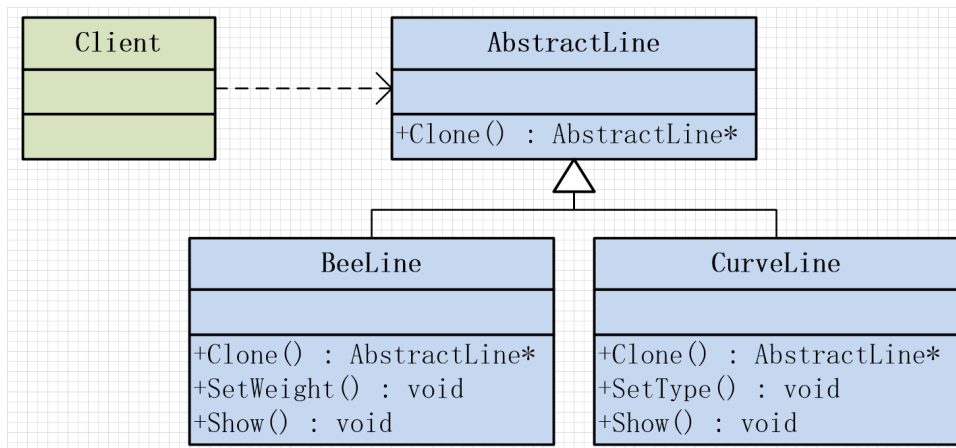 Client
AbstractLine
+Clone() : AbstractLine*
BeeLine
+Clone() : AbstractLine*
+SetWeight() : void
+Show() : void
CurveLine
+Clone() : AbstractLine*
+SetType() : void
+Show() : void